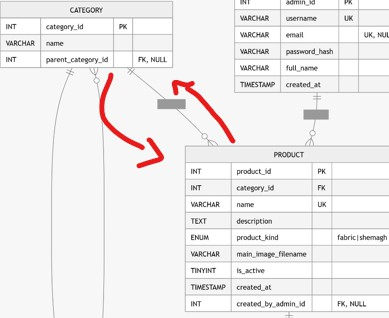 CATEGORY
INT category_id PK
VARCHAR name
INT parent_category_id FK, NULL
INT admin_id PK
VARCHAR username UK
VARCHAR email UK, NUL
VARCHAR password_hash
VARCHAR full_name
TIMESTAMP created_at
PRODUCT
INT product_id PK
INT category_id FK
VARCHAR name UK
TEXT description
ENUM product_kind fabric|shemagh
VARCHAR main_image_filename
TINYINT is_active
TIMESTAMP created_at
INT created_by_admin_id FK, NULL